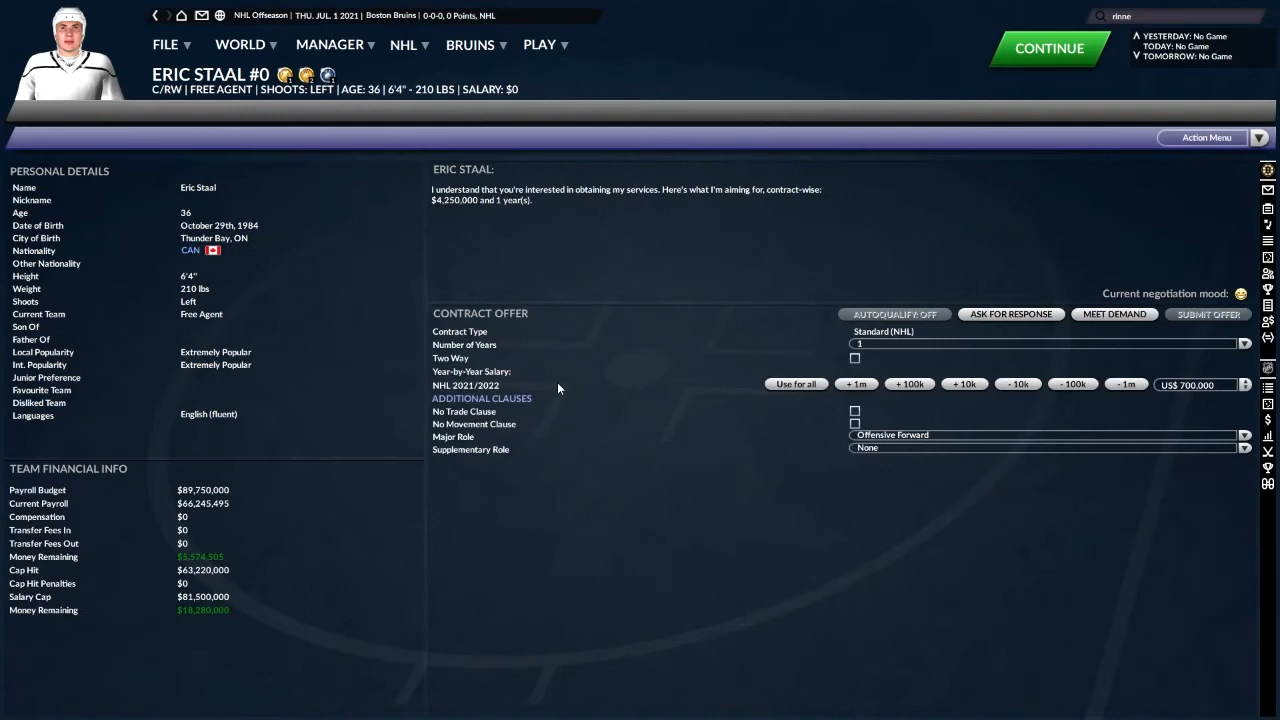 NHL Offseason | THU. JUL. 1 2021 | Boston Bruins | 0-0-0, 0 Points, NHL
rinne
FILE WORLD MANAGER NHL BRUINS PLAY
CONTINUE
YESTERDAY: No Game
TODAY: No Game
TOMORROW: No Game
ERIC STAAL #0
C/RW | FREE AGENT | SHOOTS: LEFT | AGE: 36 | 6'4" - 210 LBS | SALARY: $0
Action Menu
PERSONAL DETAILS
Name Eric Staal
Nickname
Age 36
Date of Birth October 29th, 1984
City of Birth Thunder Bay, ON
Nationality CAN
Other Nationality
Height 6'4"
Weight 210 lbs
Shoots Left
Current Team Free Agent
Son Of
Father Of
Local Popularity Extremely Popular
Int. Popularity Extremely Popular
Junior Preference
Favourite Team
Disliked Team
Languages English (fluent)
TEAM FINANCIAL INFO
Payroll Budget $89,750,000
Current Payroll $66,245,495
Compensation $0
Transfer Fees In $0
Transfer Fees Out $0
Money Remaining $5,574,505
Cap Hit $63,220,000
Cap Hit Penalties $0
Salary Cap $81,500,000
Money Remaining $18,280,000
ERIC STAAL:
I understand that you're interested in obtaining my services. Here's what I'm aiming for, contract-wise:
$4,250,000 and 1 year(s).
Current negotiation mood:
CONTRACT OFFER AUTOQUALIFY: OFF ASK FOR RESPONSE MEET DEMAND SUBMIT OFFER
Contract Type Standard (NHL)
Number of Years 1
Two Way
Year-by-Year Salary:
NHL 2021/2022 Use for all + 1m + 100k + 10k - 10k - 100k - 1m US$ 700,000
ADDITIONAL CLAUSES
No Trade Clause
No Movement Clause
Major Role Offensive Forward
Supplementary Role None